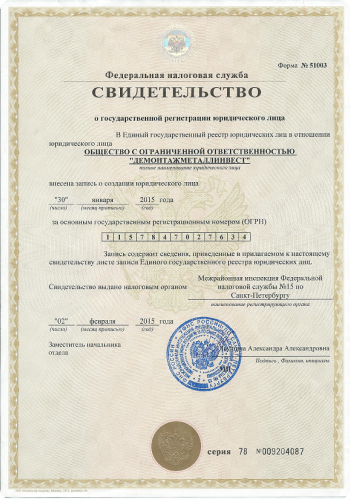 Форма № 51003
Федеральная налоговая служба
СВИДЕТЕЛЬСТВО
о государственной регистрации юридического лица
В Единый государственный реестр юридических лиц в отношении
юридического лица
ОБЩЕСТВО С ОГРАНИЧЕННОЙ ОТВЕТСТВЕННОСТЬЮ
"ДЕМОНТАЖМЕТАЛЛИНВЕСТ"
полное наименование юридического лица
внесена запись о создании юридического лица
"30" января 2015 года
(число) (месяц прописью) (год)
за основным государственным регистрационным номером (ОГРН)
1 1 5 7 8 4 7 0 2 7 6 3 4
Запись содержит сведения, приведенные в прилагаемом к настоящему
свидетельству листе записи Единого государственного реестра юридических лиц.
Свидетельство выдано налоговым органом
Межрайонная инспекция Федеральной
налоговой службы №15 по
Санкт-Петербургу
наименование регистрирующего органа
"02" февраля 2015 года
(число) (месяц прописью) (год)
Заместитель начальника
отдела
Александра Александровна
Подпись, Фамилия, инициалы
МП
серия 78 №009204087